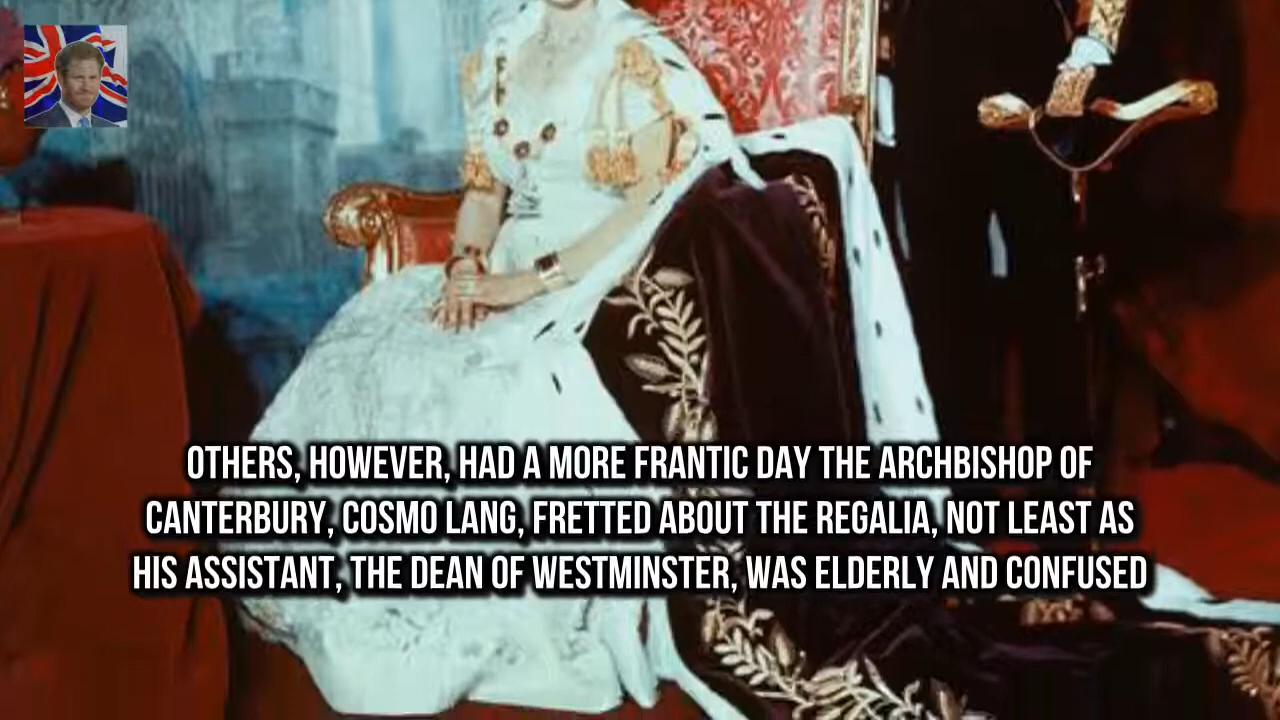 OTHERS, HOWEVER, HAD A MORE FRANTIC DAY THE ARCHBISHOP OF
CANTERBURY, COSMO LANG, FRETTED ABOUT THE REGALIA, NOT LEAST AS
HIS ASSISTANT, THE DEAN OF WESTMINSTER, WAS ELDERLY AND CONFUSED